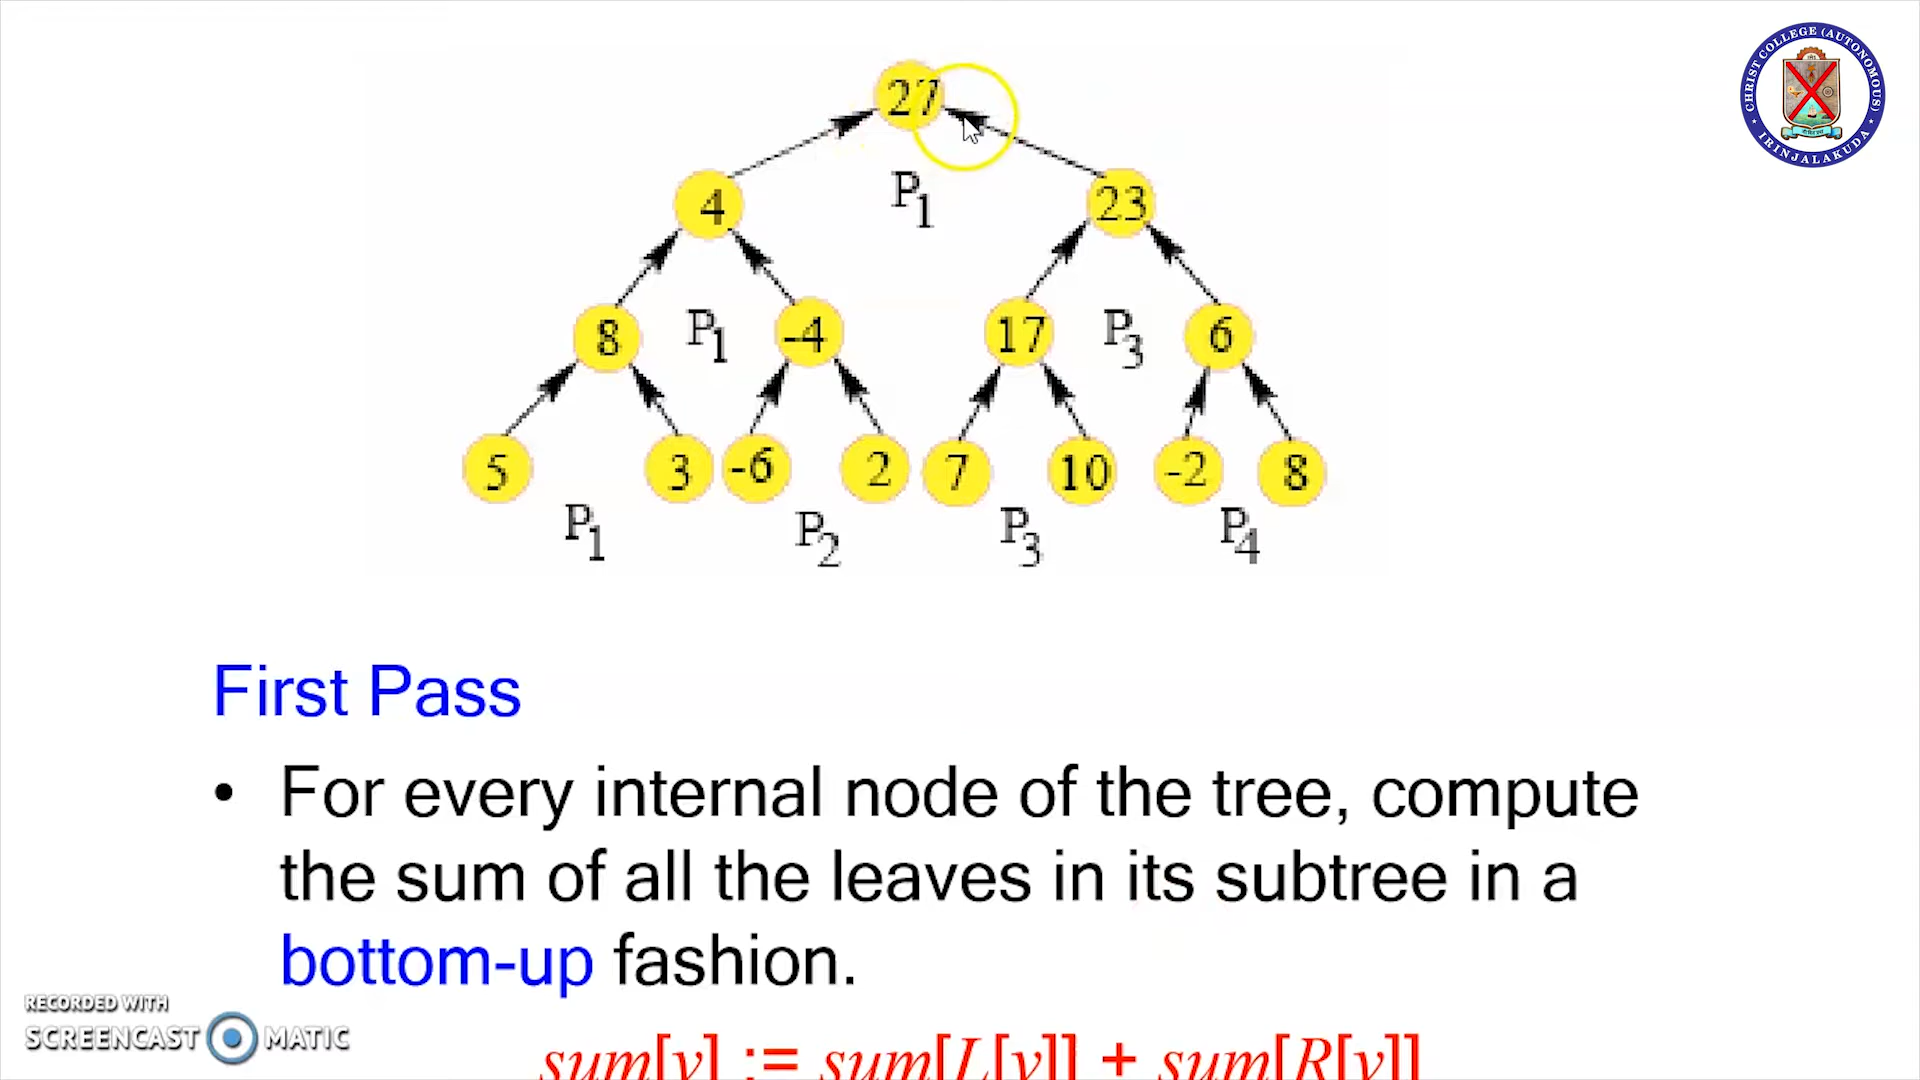 CHRIST COLLEGE (AUTONOMOUS)
IRINJALAKUDA
27
P1
4
23
8
P1
-4
17
P3
6
5
3
-6
2
7
10
-2
8
P1
P2
P3
P4
First Pass
• For every internal node of the tree, compute
the sum of all the leaves in its subtree in a
bottom-up fashion.
RECORDED WITH
SCREENCAST MATIC
sum[v] := sum[L[v]] + sum[R[v]]